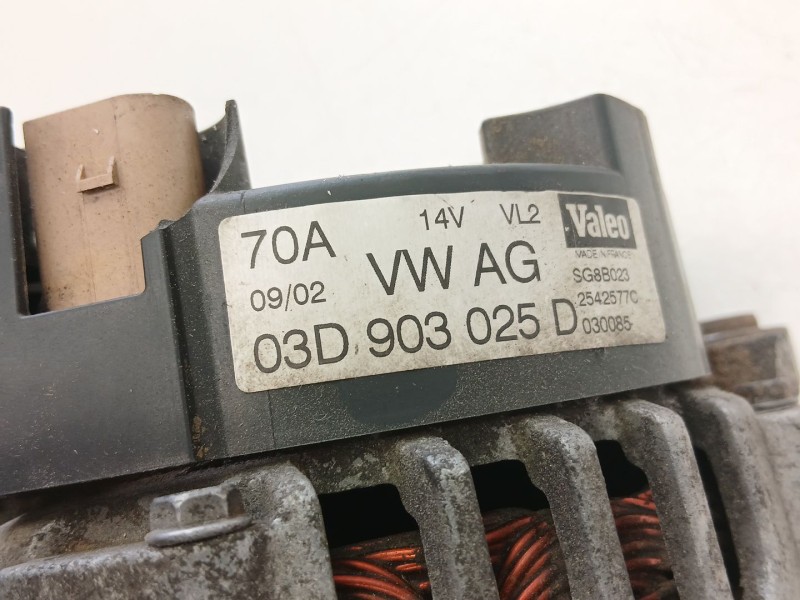 70A 14V VL2 Valeo
MADE IN FRANCE
09/02 VW AG SG8B023
2542577C
03D 903 025 D 030085